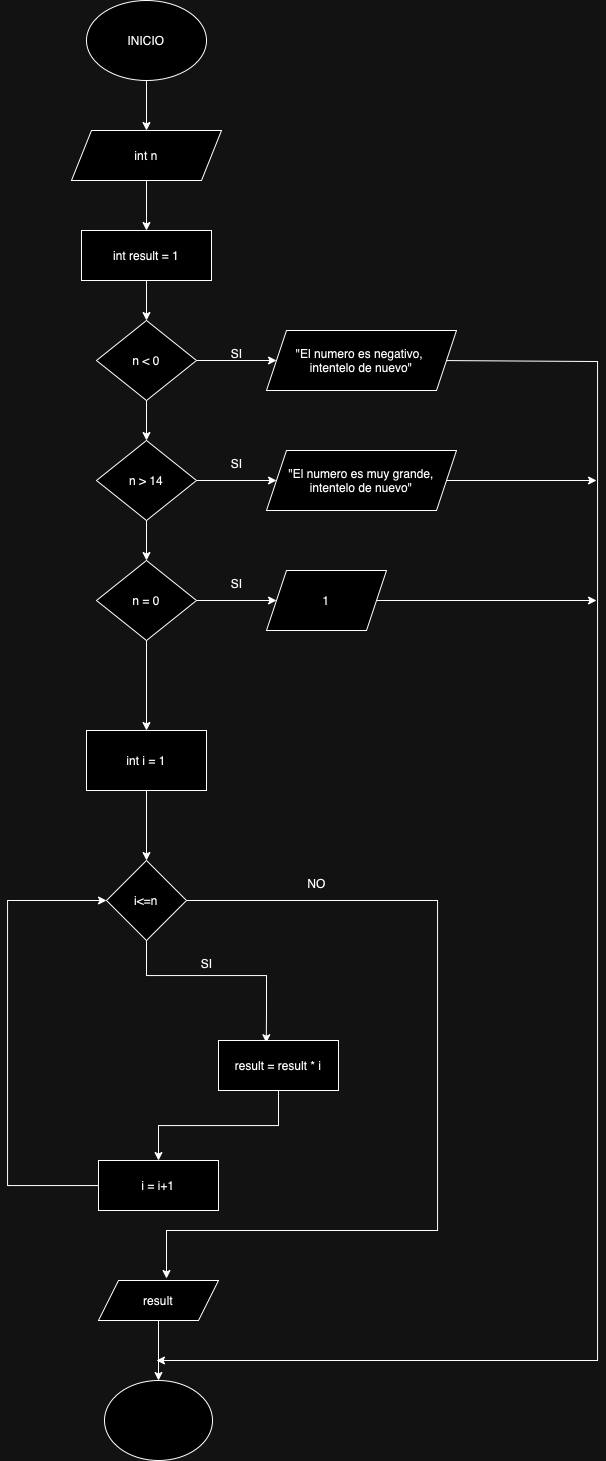 INICIO
int n
int result = 1
n < 0
SI
"El numero es negativo,
intentelo de nuevo"
n > 14
SI
"El numero es muy grande,
intentelo de nuevo"
n = 0
SI
1
int i = 1
i<=n
NO
SI
result = result * i
i = i+1
result